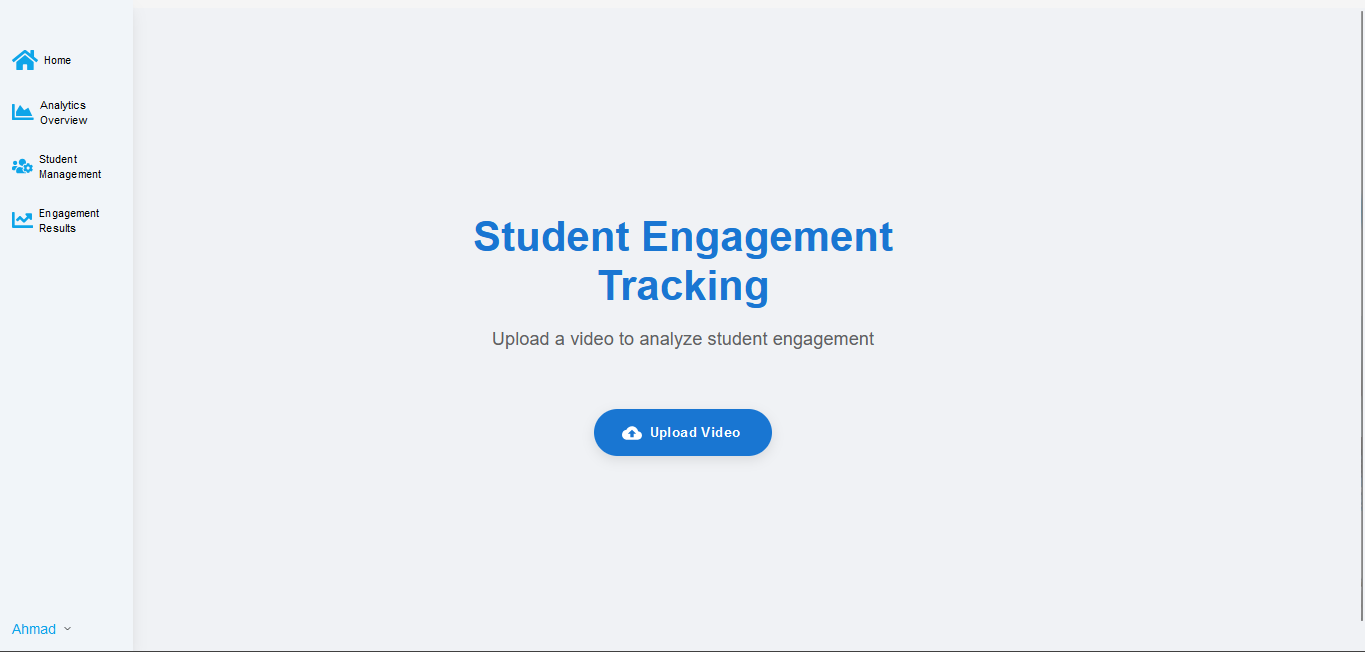 Home
Analytics
Overview
Student
Management
Engagement
Results
Student Engagement
Tracking
Upload a video to analyze student engagement
Upload Video
Ahmad